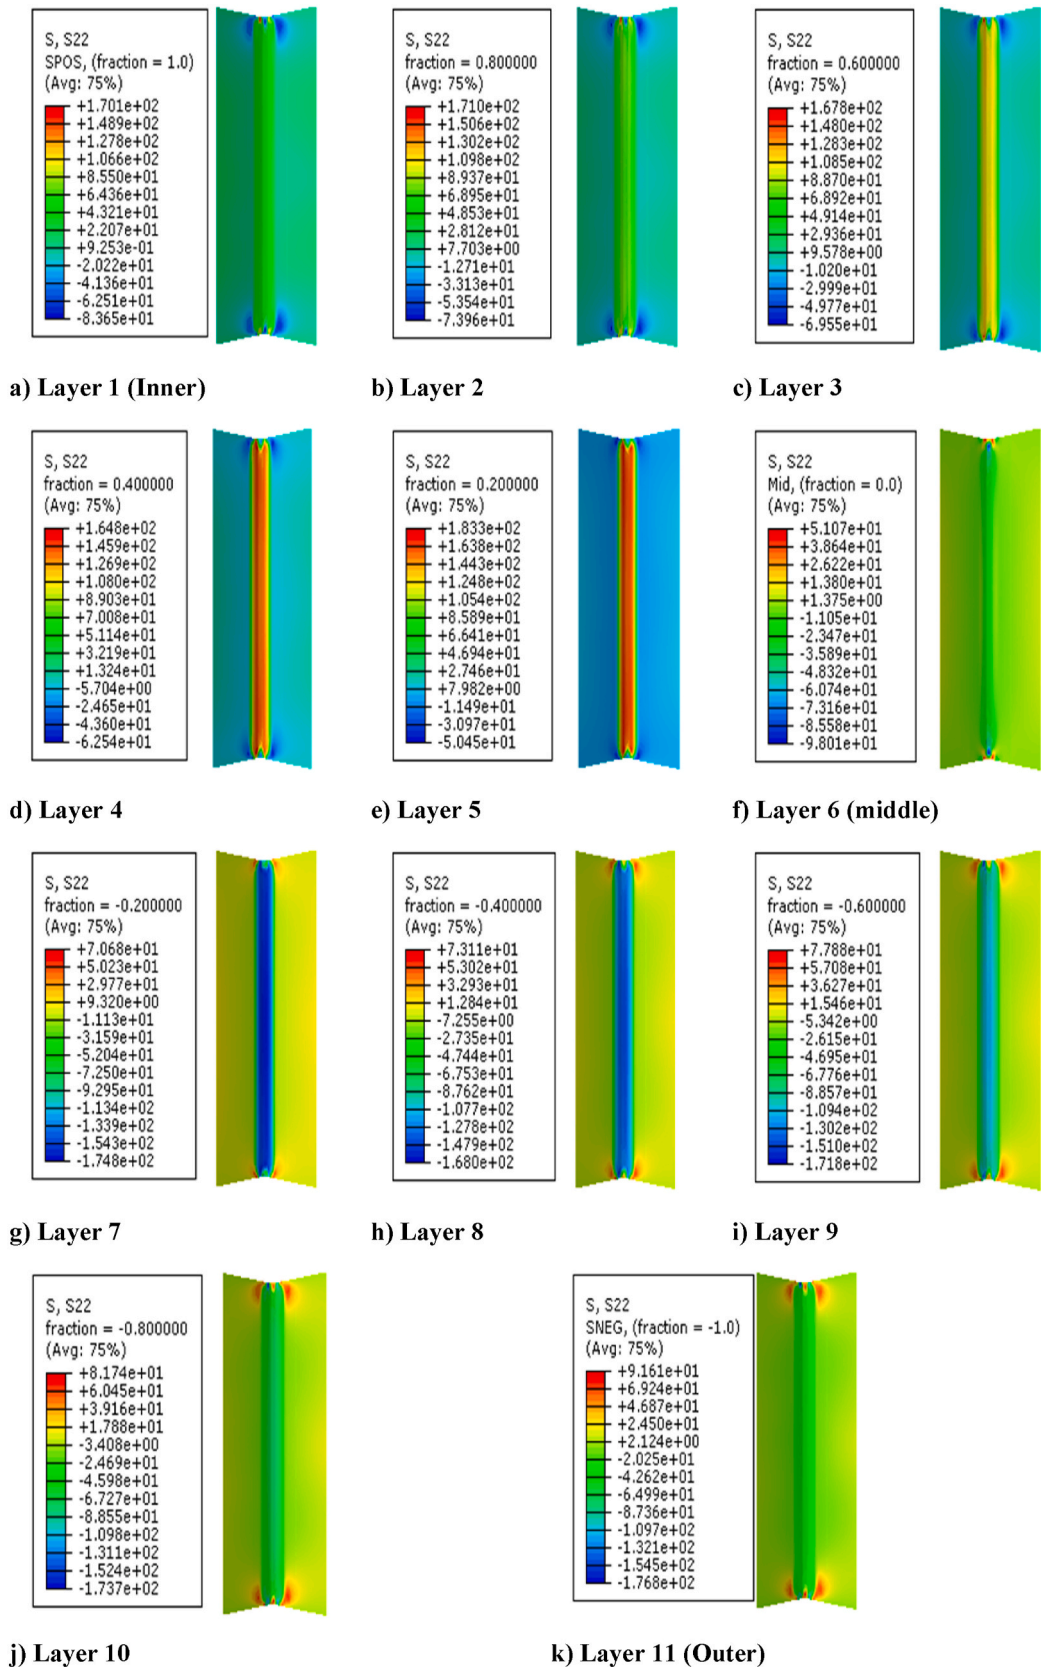 S, S22
SPOS, (fraction = 1.0)
(Avg: 75%)
+1.701e+02
+1.489e+02
+1.278e+02
+1.066e+02
+8.550e+01
+6.436e+01
+4.321e+01
+2.207e+01
+9.253e-01
-2.022e+01
-4.136e+01
-6.251e+01
-8.365e+01
a) Layer 1 (Inner)
S, S22
fraction = 0.800000
(Avg: 75%)
+1.710e+02
+1.506e+02
+1.302e+02
+1.098e+02
+8.937e+01
+6.895e+01
+4.853e+01
+2.812e+01
+7.703e+00
-1.271e+01
-3.313e+01
-5.354e+01
-7.396e+01
b) Layer 2
S, S22
fraction = 0.600000
(Avg: 75%)
+1.678e+02
+1.480e+02
+1.283e+02
+1.085e+02
+8.870e+01
+6.892e+01
+4.914e+01
+2.936e+01
+9.578e+00
-1.020e+01
-2.999e+01
-4.977e+01
-6.955e+01
c) Layer 3
S, S22
fraction = 0.400000
(Avg: 75%)
+1.648e+02
+1.459e+02
+1.269e+02
+1.080e+02
+8.903e+01
+7.008e+01
+5.114e+01
+3.219e+01
+1.324e+01
-5.704e+00
-2.465e+01
-4.360e+01
-6.254e+01
d) Layer 4
S, S22
fraction = 0.200000
(Avg: 75%)
+1.833e+02
+1.638e+02
+1.443e+02
+1.248e+02
+1.054e+02
+8.589e+01
+6.641e+01
+4.694e+01
+2.746e+01
+7.982e+00
-1.149e+01
-3.097e+01
-5.045e+01
e) Layer 5
S, S22
Mid, (fraction = 0.0)
(Avg: 75%)
+5.107e+01
+3.864e+01
+2.622e+01
+1.380e+01
+1.375e+00
-1.105e+01
-2.347e+01
-3.589e+01
-4.832e+01
-6.074e+01
-7.316e+01
-8.558e+01
-9.801e+01
f) Layer 6 (middle)
S, S22
fraction = -0.200000
(Avg: 75%)
+7.068e+01
+5.023e+01
+2.977e+01
+9.320e+00
-1.113e+01
-3.159e+01
-5.204e+01
-7.250e+01
-9.295e+01
-1.134e+02
-1.339e+02
-1.543e+02
-1.748e+02
g) Layer 7
S, S22
fraction = -0.400000
(Avg: 75%)
+7.311e+01
+5.302e+01
+3.293e+01
+1.284e+01
-7.255e+00
-2.735e+01
-4.744e+01
-6.753e+01
-8.762e+01
-1.077e+02
-1.278e+02
-1.479e+02
-1.680e+02
h) Layer 8
S, S22
fraction = -0.600000
(Avg: 75%)
+7.788e+01
+5.708e+01
+3.627e+01
+1.546e+01
-5.342e+00
-2.615e+01
-4.695e+01
-6.776e+01
-8.857e+01
-1.094e+02
-1.302e+02
-1.510e+02
-1.718e+02
i) Layer 9
S, S22
fraction = -0.800000
(Avg: 75%)
+8.174e+01
+6.045e+01
+3.916e+01
+1.788e+01
-3.408e+00
-2.469e+01
-4.598e+01
-6.727e+01
-8.855e+01
-1.098e+02
-1.311e+02
-1.524e+02
-1.737e+02
j) Layer 10
S, S22
SNEG, (fraction = -1.0)
(Avg: 75%)
+9.161e+01
+6.924e+01
+4.687e+01
+2.450e+01
+2.124e+00
-2.025e+01
-4.262e+01
-6.499e+01
-8.736e+01
-1.097e+02
-1.321e+02
-1.545e+02
-1.768e+02
k) Layer 11 (Outer)